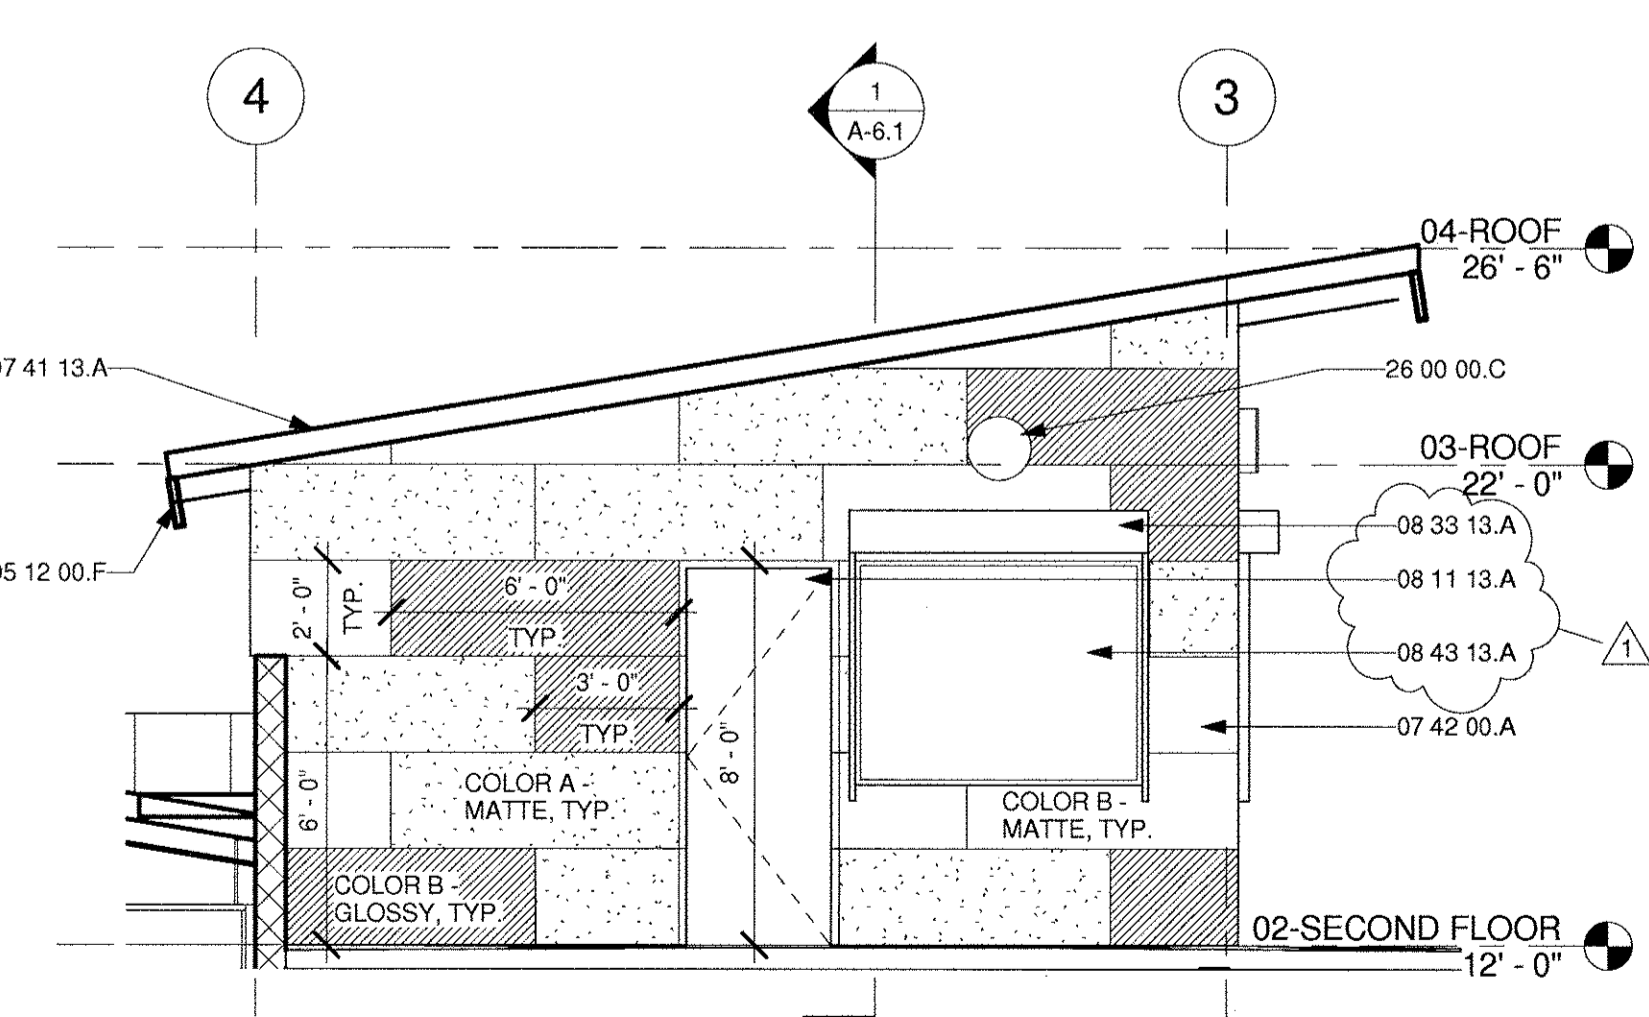 4
1
A-6.1
3
04-ROOF
26' - 6"
07 41 13.A
26 00 00.C
03-ROOF
22' - 0"
08 33 13.A
05 12 00.F
08 11 13.A
2' - 0"
TYP.
6' - 0"
TYP.
1
08 43 13.A
3' - 0"
TYP.
07 42 00.A
8' - 0"
6' - 0"
COLOR A -
MATTE, TYP.
COLOR B -
MATTE, TYP.
COLOR B -
GLOSSY, TYP.
02-SECOND FLOOR
12' - 0"